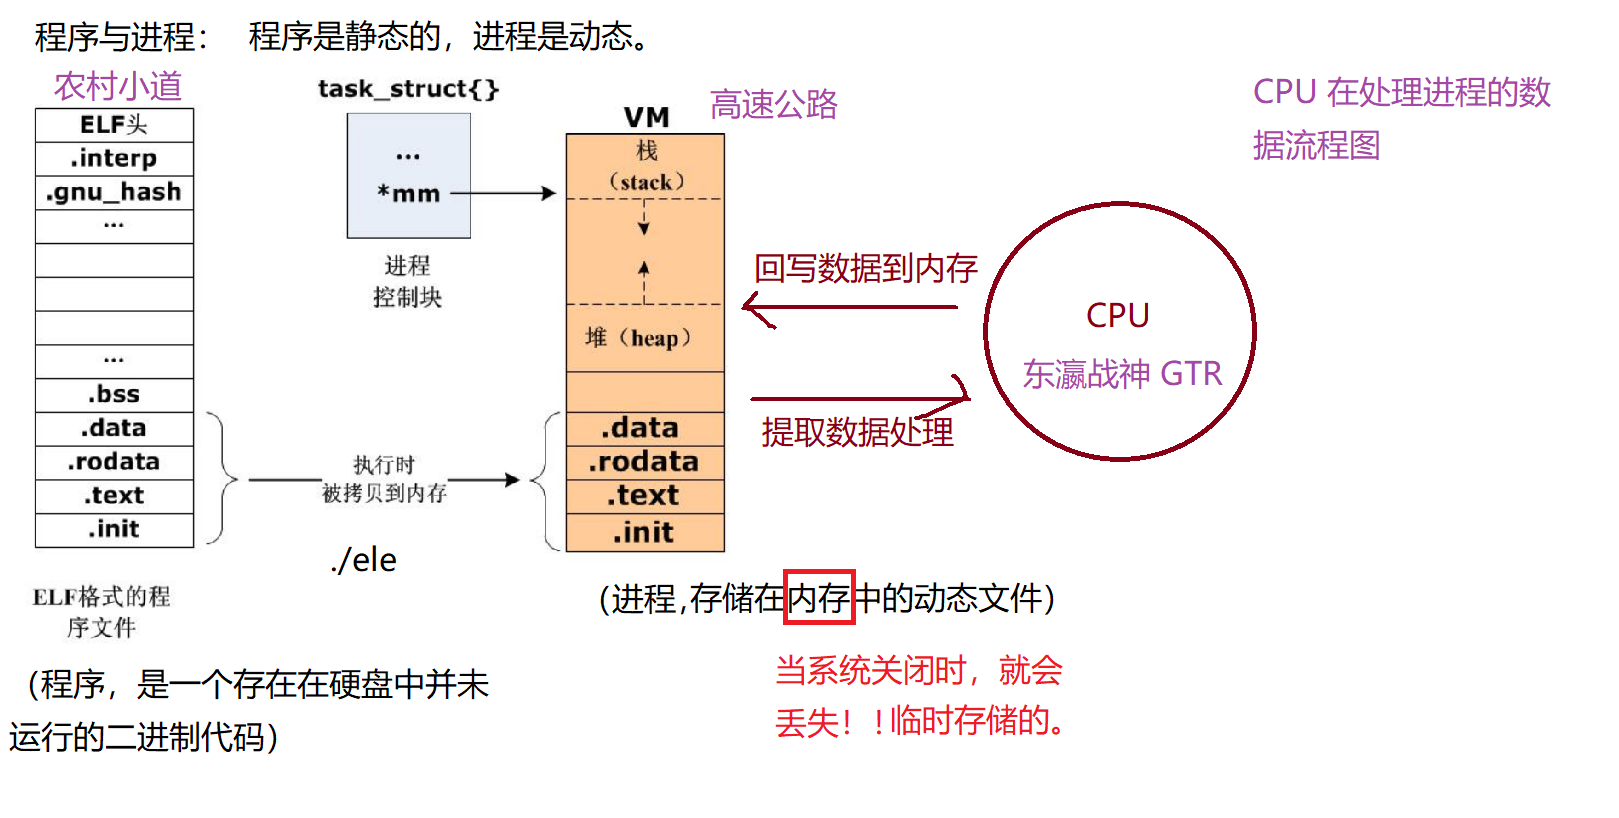 程序与进程： 程序是静态的，进程是动态。
农村小道
ELF头
.interp
.gnu_hash
...
...
.bss
.data
.rodata
.text
.init
ELF格式的程
序文件
（程序，是一个存在在硬盘中并未
运行的二进制代码）
task_struct{}
...
*mm
进程
控制块
执行时
被拷贝到内存
./ele
VM
高速公路
栈
（stack）
堆（heap）
.data
.rodata
.text
.init
（进程,存储在内存中的动态文件）
当系统关闭时，就会
丢失！！临时存储的。
回写数据到内存
提取数据处理
CPU
东瀛战神 GTR
CPU 在处理进程的数
据流程图